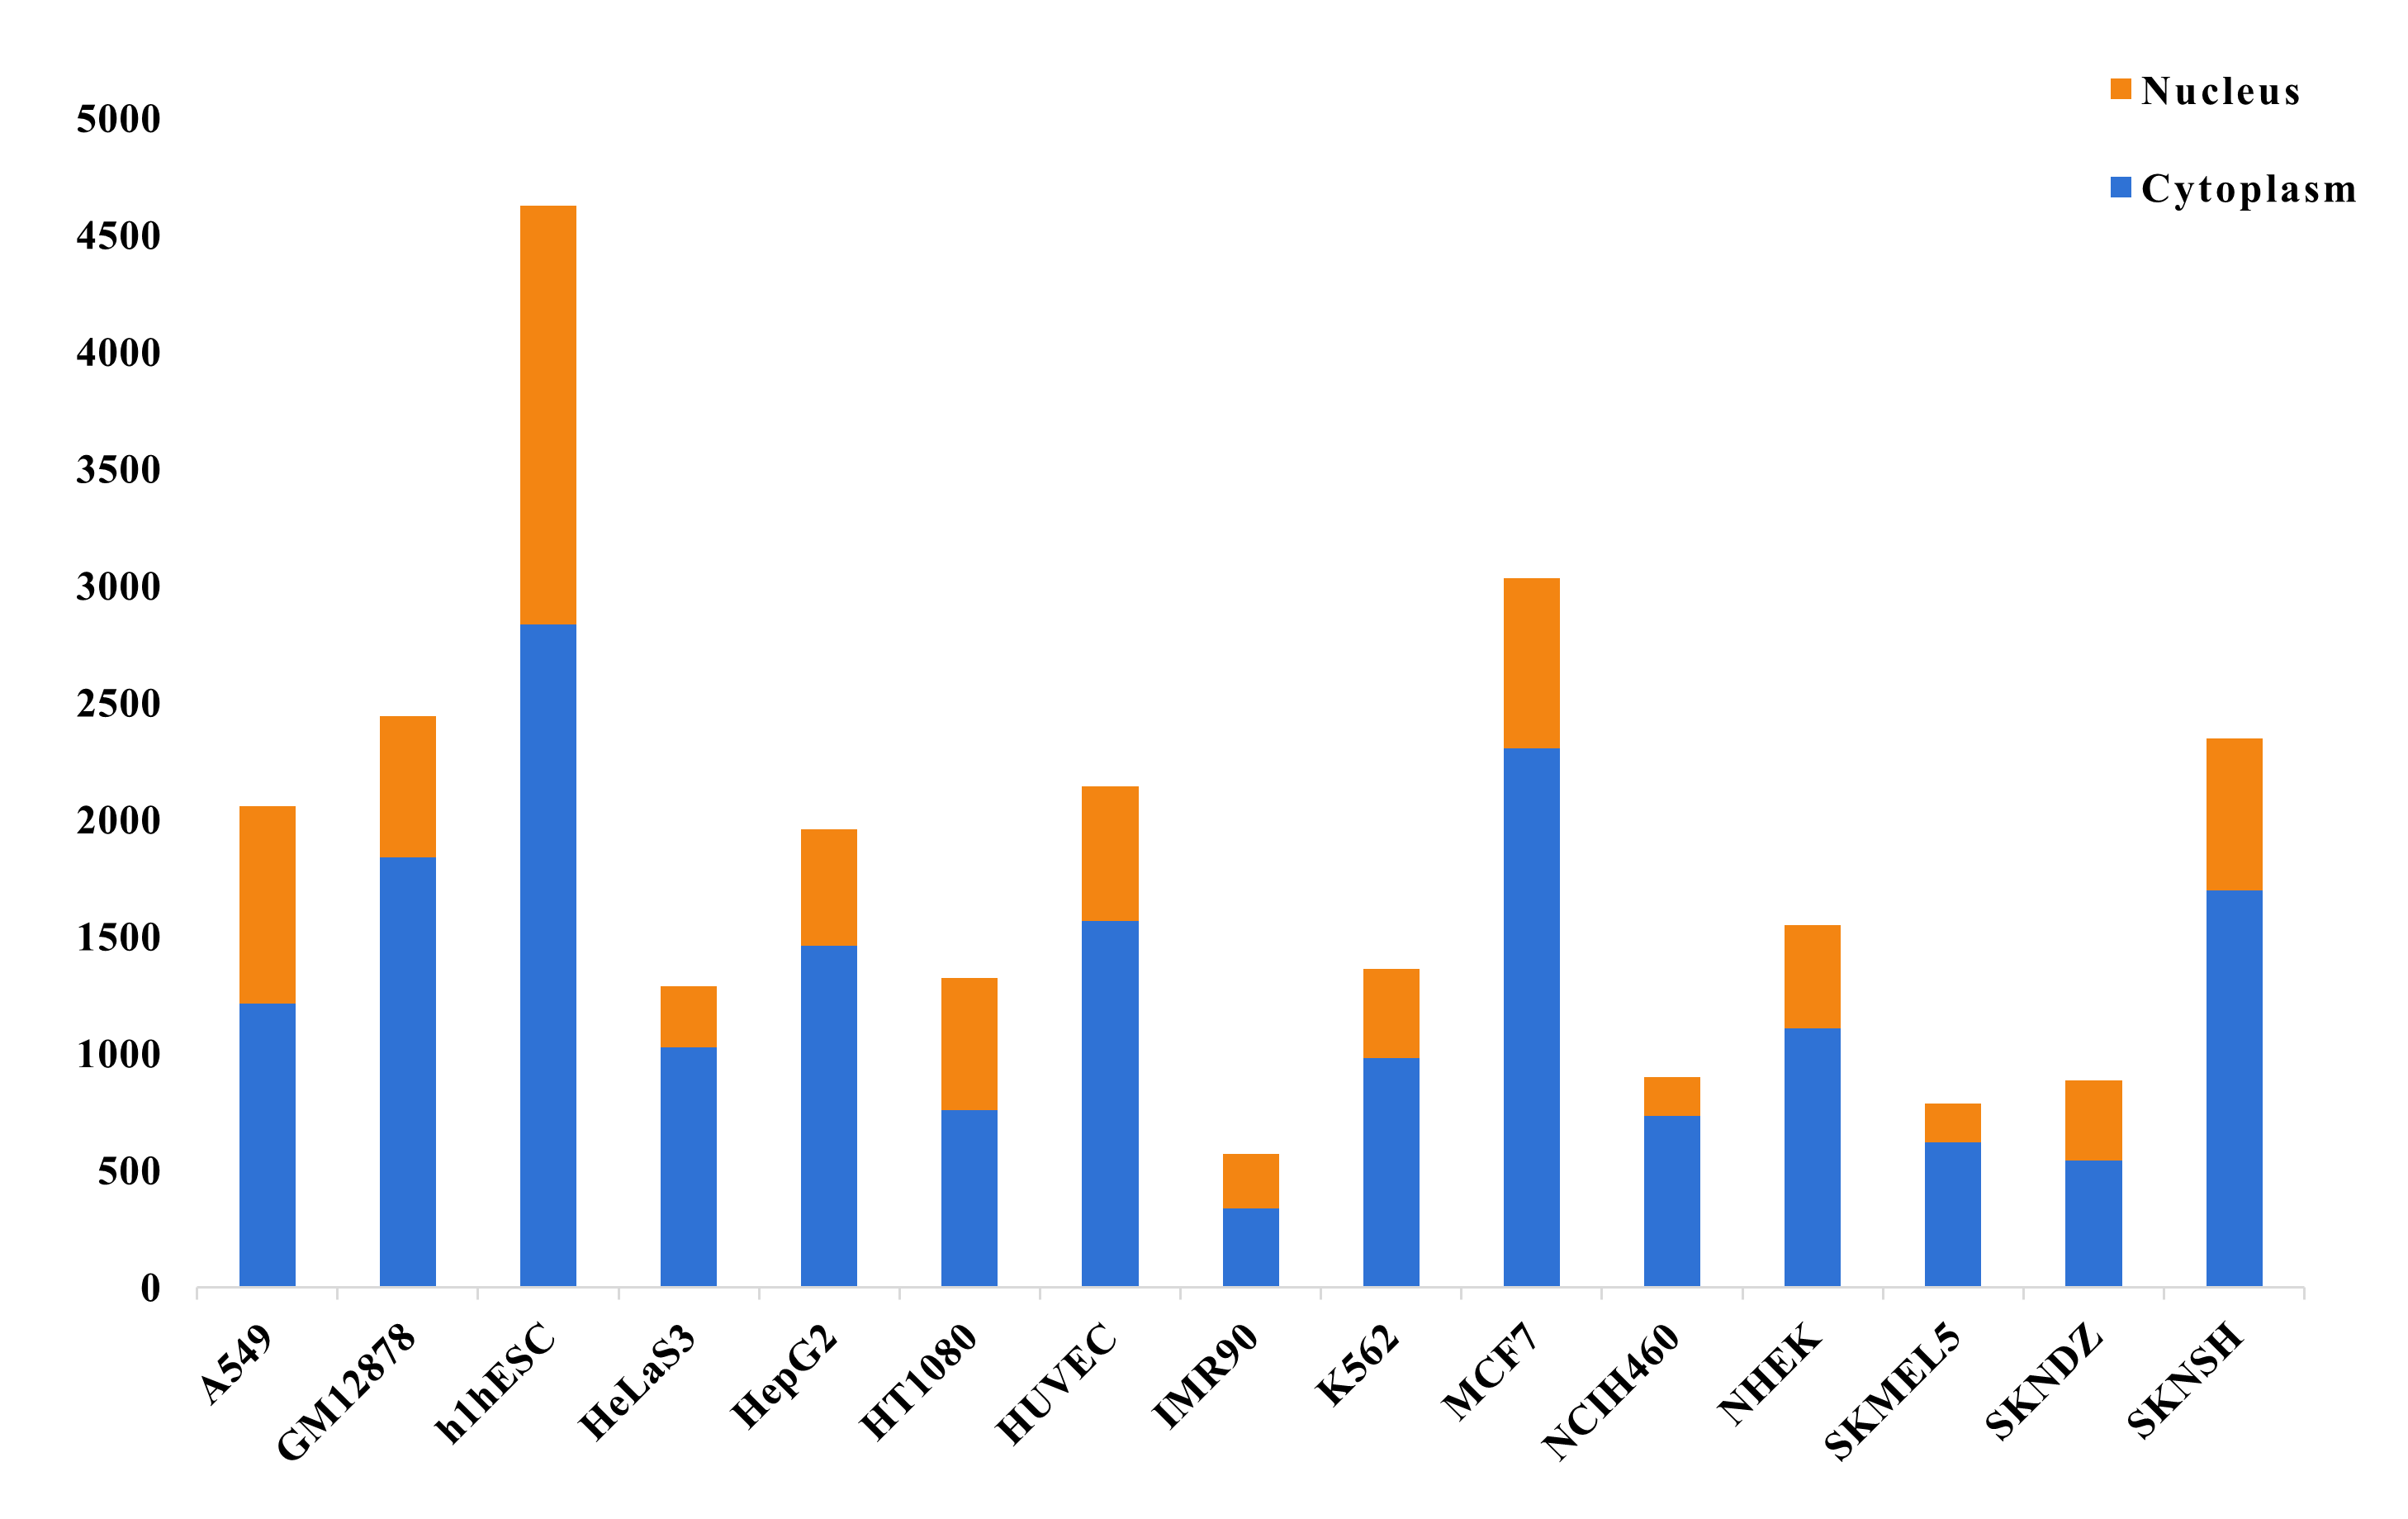 Nucleus
Cytoplasm
5000
4500
4000
3500
3000
2500
2000
1500
1000
500
0
A549
GM12878
h1hESC
HeLaS3
HepG2
HT1080
HUVEC
IMR90
K562
MCF7
NCIH460
NHEK
SKMEL5
SKNDZ
SKNSH